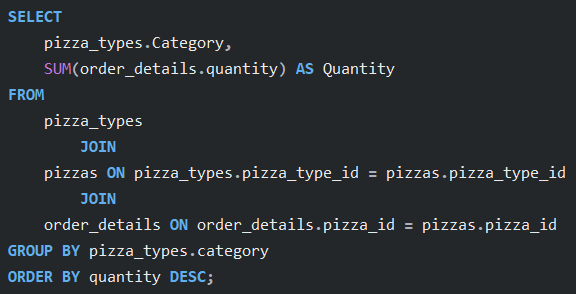 SELECT
pizza_types.Category,
SUM(order_details.quantity) AS Quantity
FROM
pizza_types
JOIN
pizzas ON pizza_types.pizza_type_id = pizzas.pizza_type_id
JOIN
order_details ON order_details.pizza_id = pizzas.pizza_id
GROUP BY pizza_types.category
ORDER BY quantity DESC;